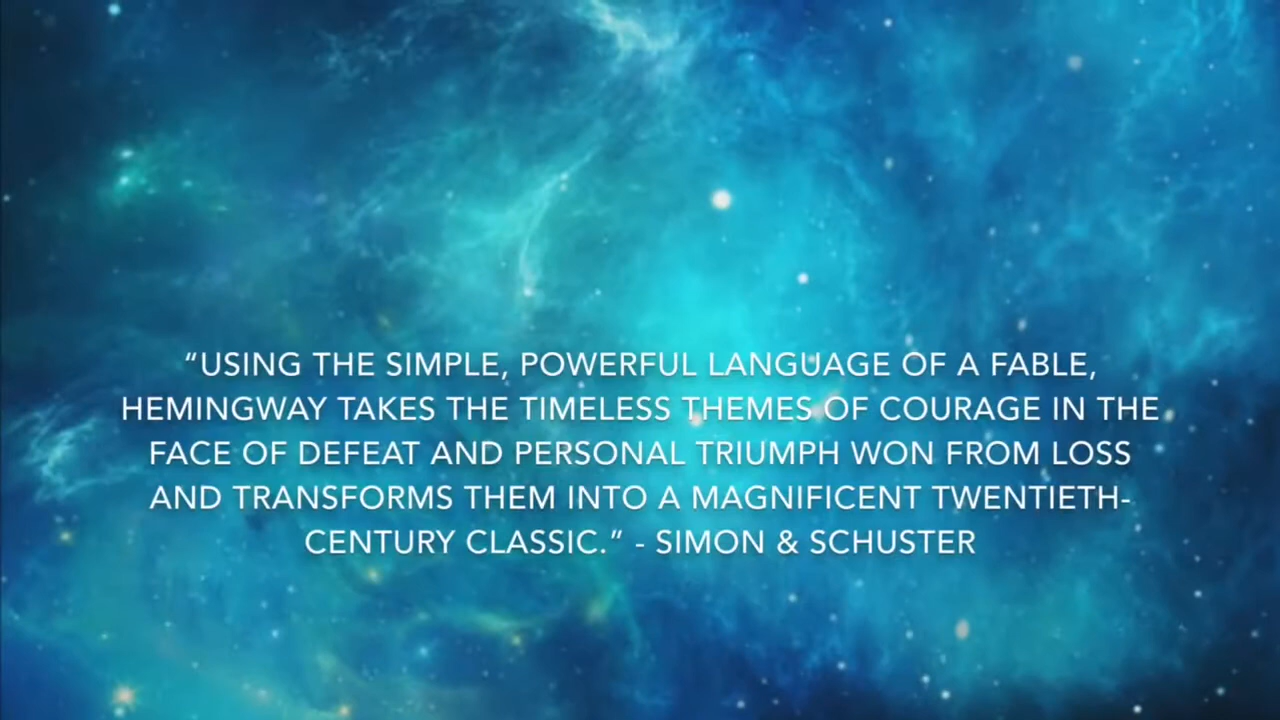 “USING THE SIMPLE, POWERFUL LANGUAGE OF A FABLE,
HEMINGWAY TAKES THE TIMELESS THEMES OF COURAGE IN THE
FACE OF DEFEAT AND PERSONAL TRIUMPH WON FROM LOSS
AND TRANSFORMS THEM INTO A MAGNIFICENT TWENTIETH-
CENTURY CLASSIC.” - SIMON & SCHUSTER